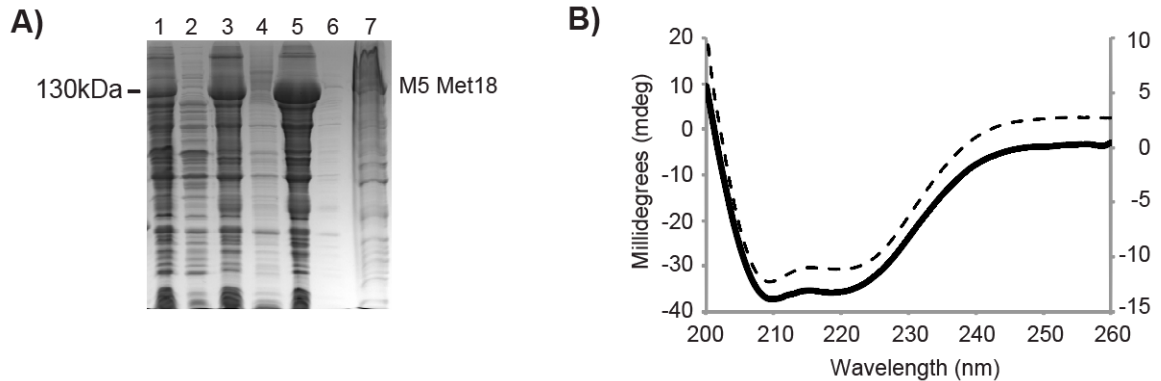 A)
1 2 3 4 5 6 7
130kDa
M5 Met18
B)
Millidegrees (mdeg)
20
10
0
-10
-20
-30
-40
10
5
0
-5
-10
-15
200 210 220 230 240 250 260
Wavelength (nm)